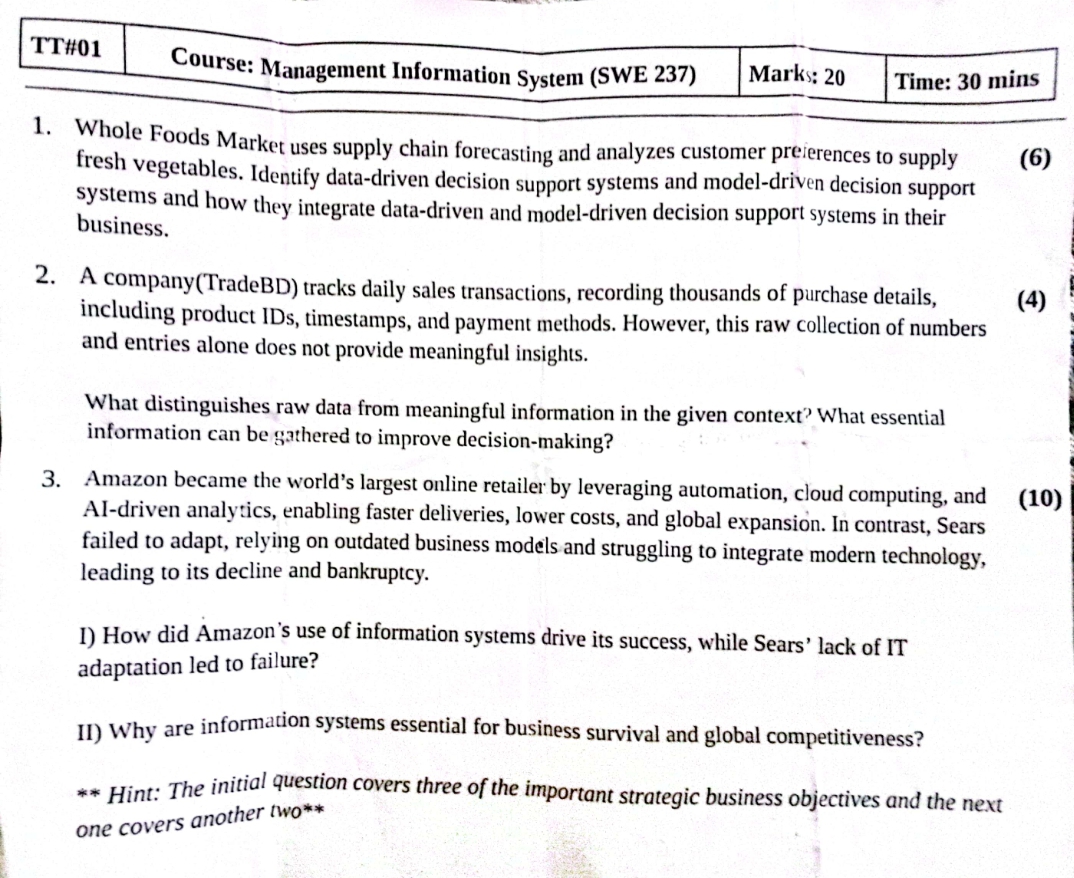 TT#01 Course: Management Information System (SWE 237) Marks: 20 Time: 30 mins
1. Whole Foods Market uses supply chain forecasting and analyzes customer preferences to supply (6)
fresh vegetables. Identify data-driven decision support systems and model-driven decision support
systems and how they integrate data-driven and model-driven decision support systems in their
business.
2. A company(TradeBD) tracks daily sales transactions, recording thousands of purchase details, (4)
including product IDs, timestamps, and payment methods. However, this raw collection of numbers
and entries alone does not provide meaningful insights.
What distinguishes raw data from meaningful information in the given context? What essential
information can be gathered to improve decision-making?
3. Amazon became the world's largest online retailer by leveraging automation, cloud computing, and (10)
AI-driven analytics, enabling faster deliveries, lower costs, and global expansion. In contrast, Sears
failed to adapt, relying on outdated business models and struggling to integrate modern technology,
leading to its decline and bankruptcy.
I) How did Amazon's use of information systems drive its success, while Sears' lack of IT
adaptation led to failure?
II) Why are information systems essential for business survival and global competitiveness?
** Hint: The initial question covers three of the important strategic business objectives and the next
one covers another two**